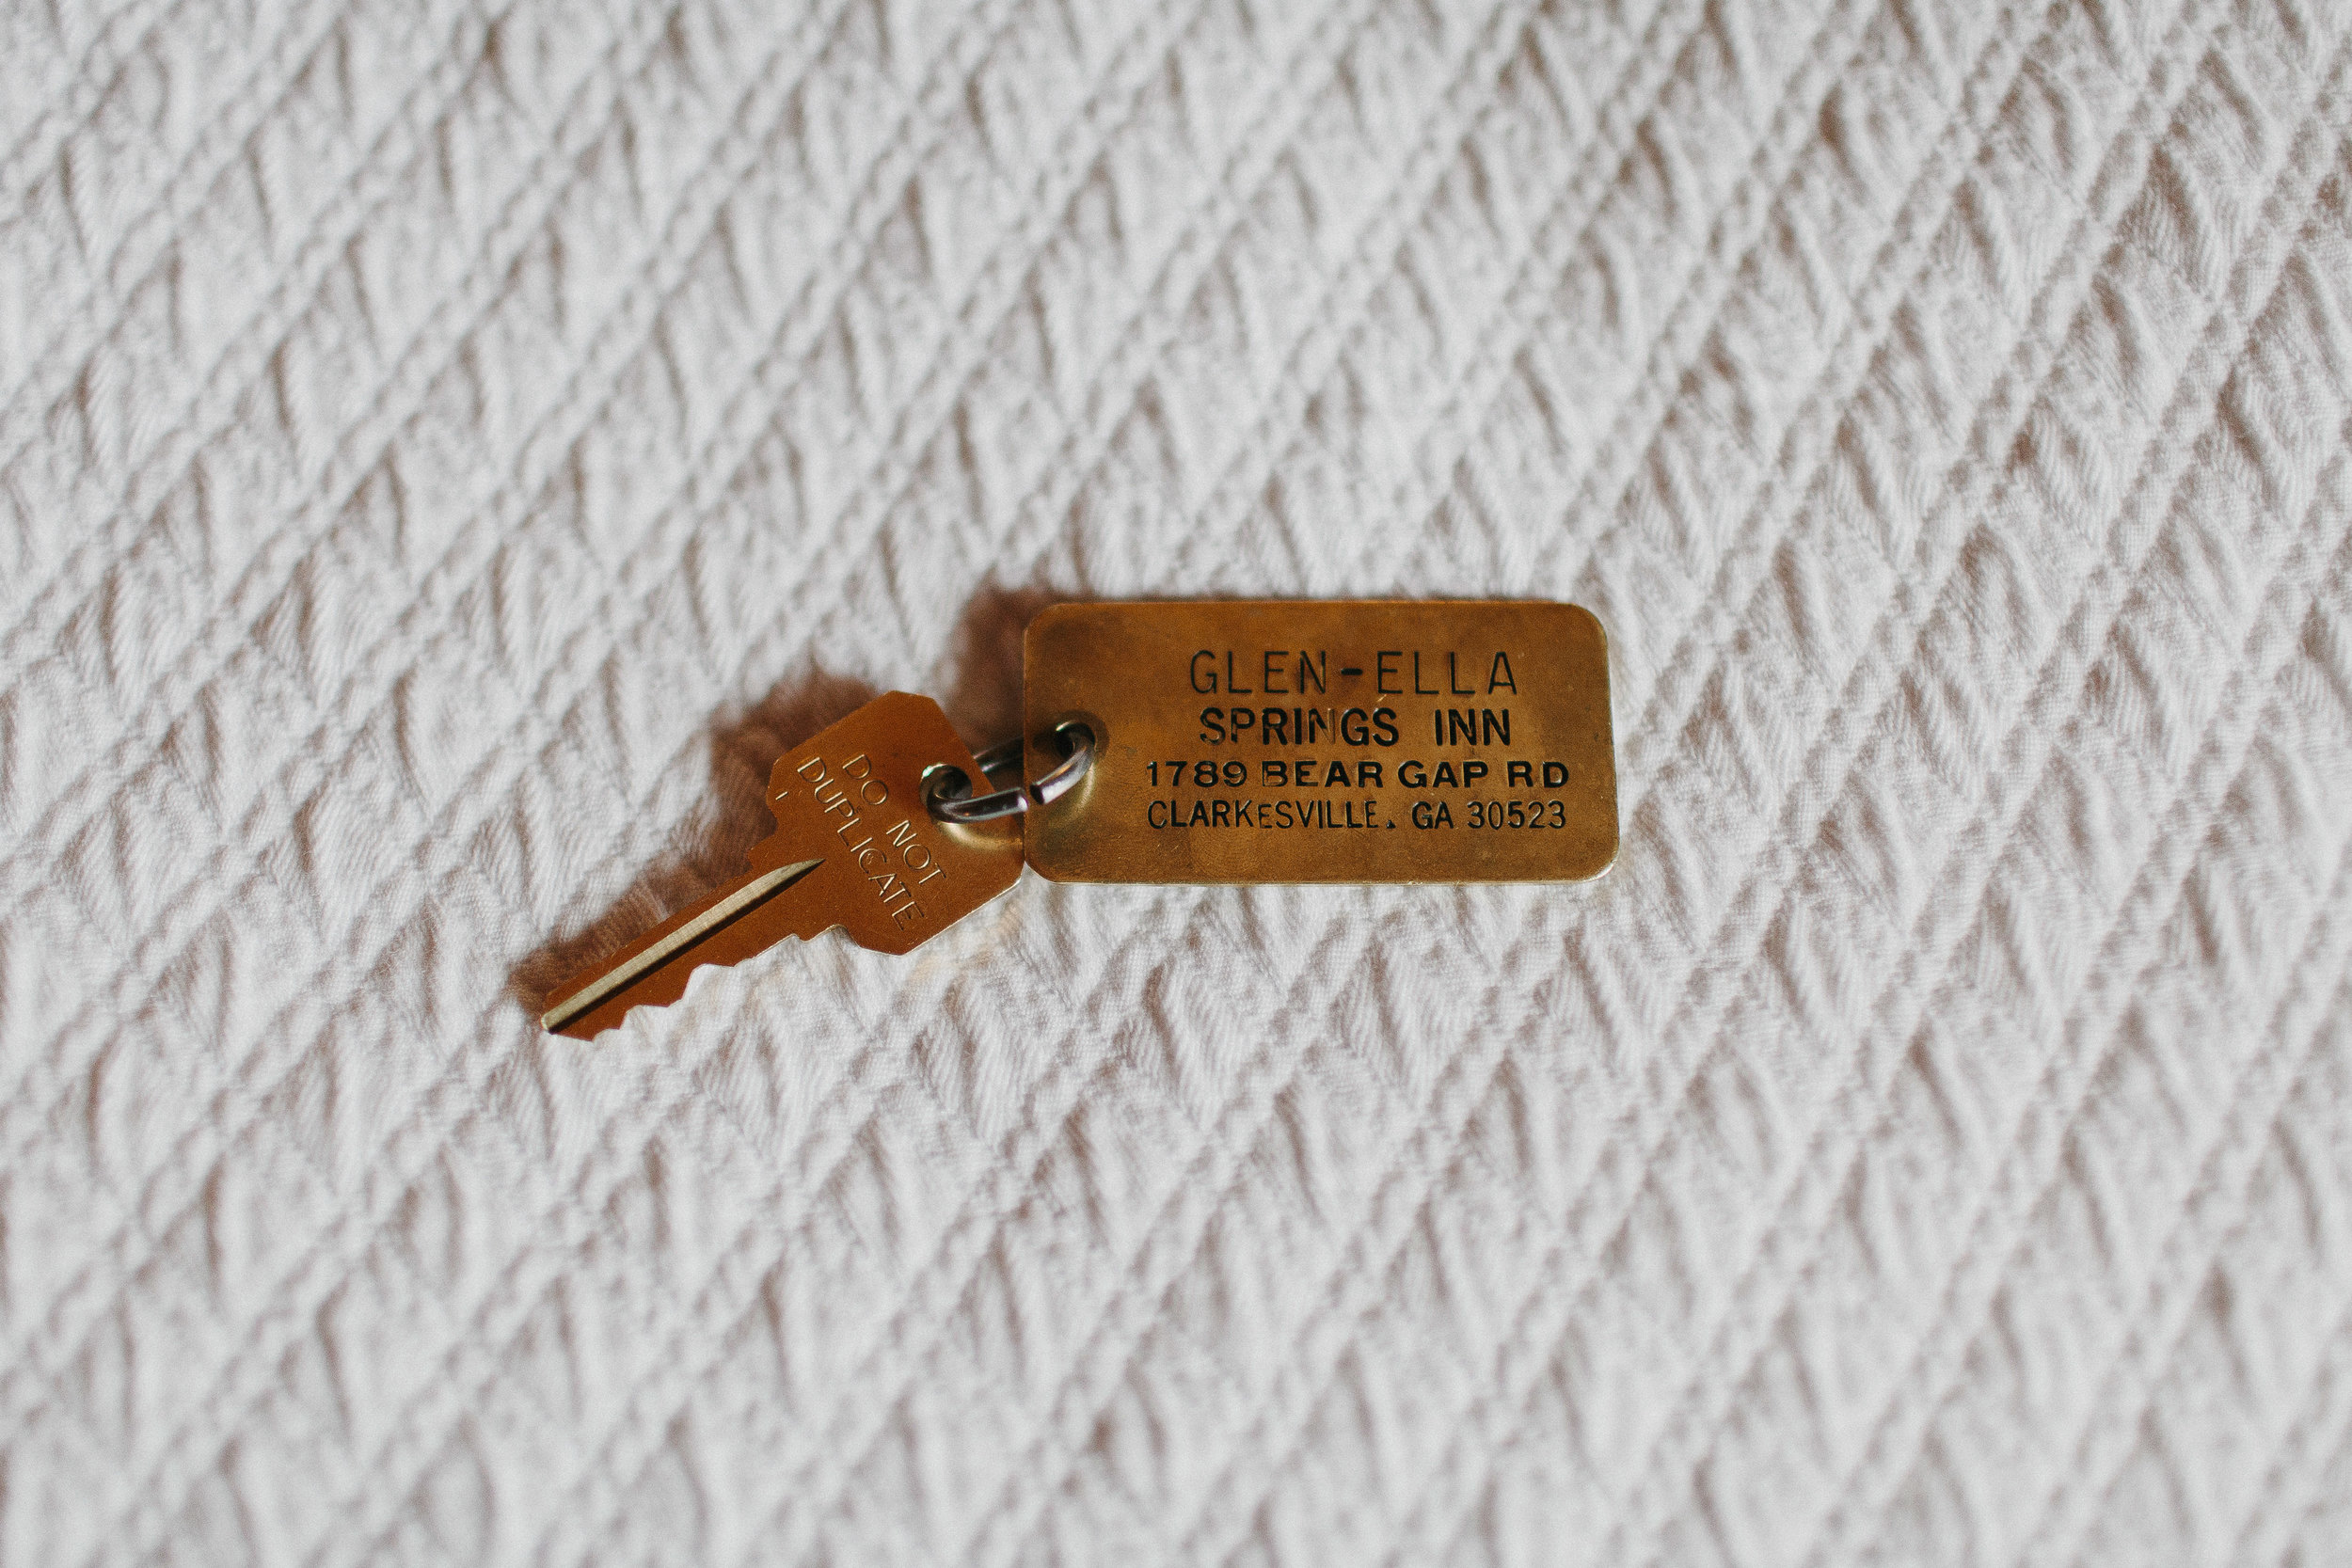 GLEN-ELLA
SPRINGS INN
1789 BEAR GAP RD
CLARKESVILLE. GA 30523
DO NOT
DUPLICATE